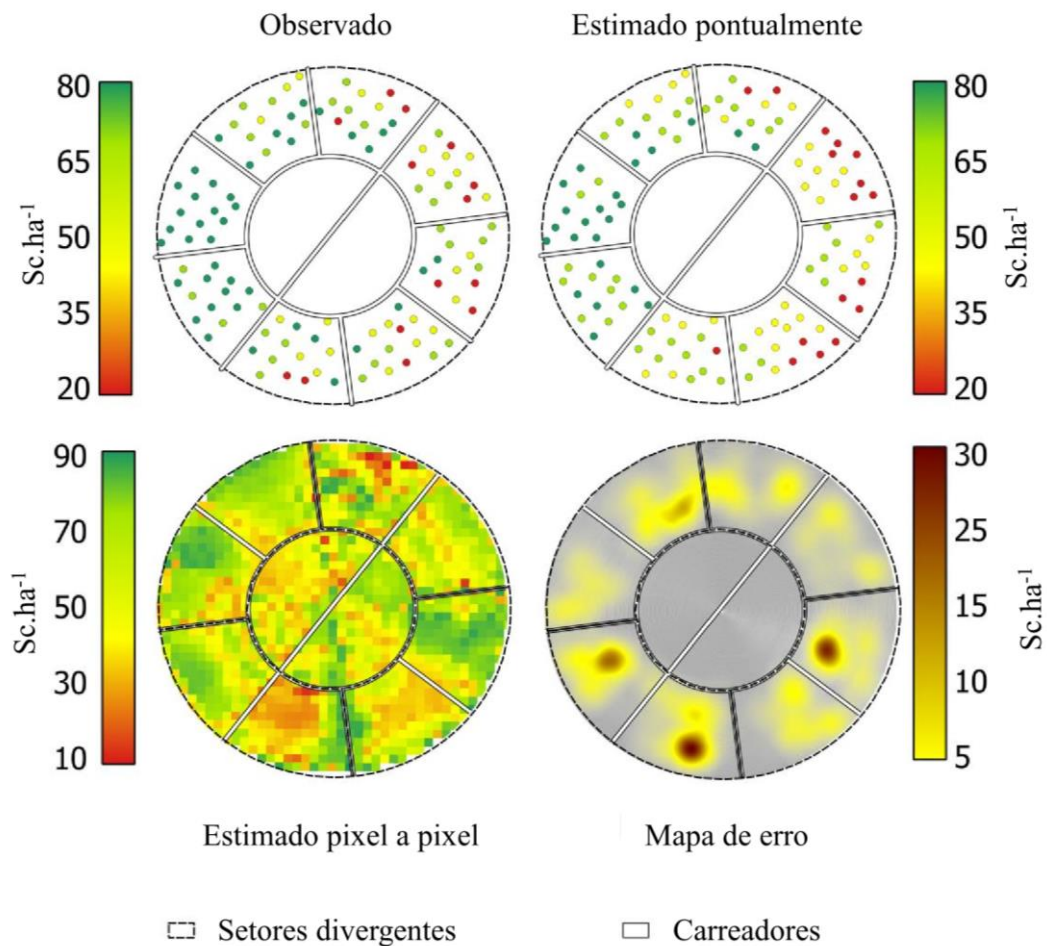 Observado
Estimado pontualmente
80
65
50
35
20
Sc.ha⁻¹
80
65
50
35
20
Sc.ha⁻¹
90
70
50
30
10
Sc.ha⁻¹
30
25
15
10
5
Sc.ha⁻¹
Estimado pixel a pixel
Mapa de erro
Setores divergentes
Carreadores